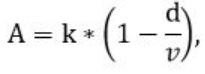 A = k * (1 − d/v),